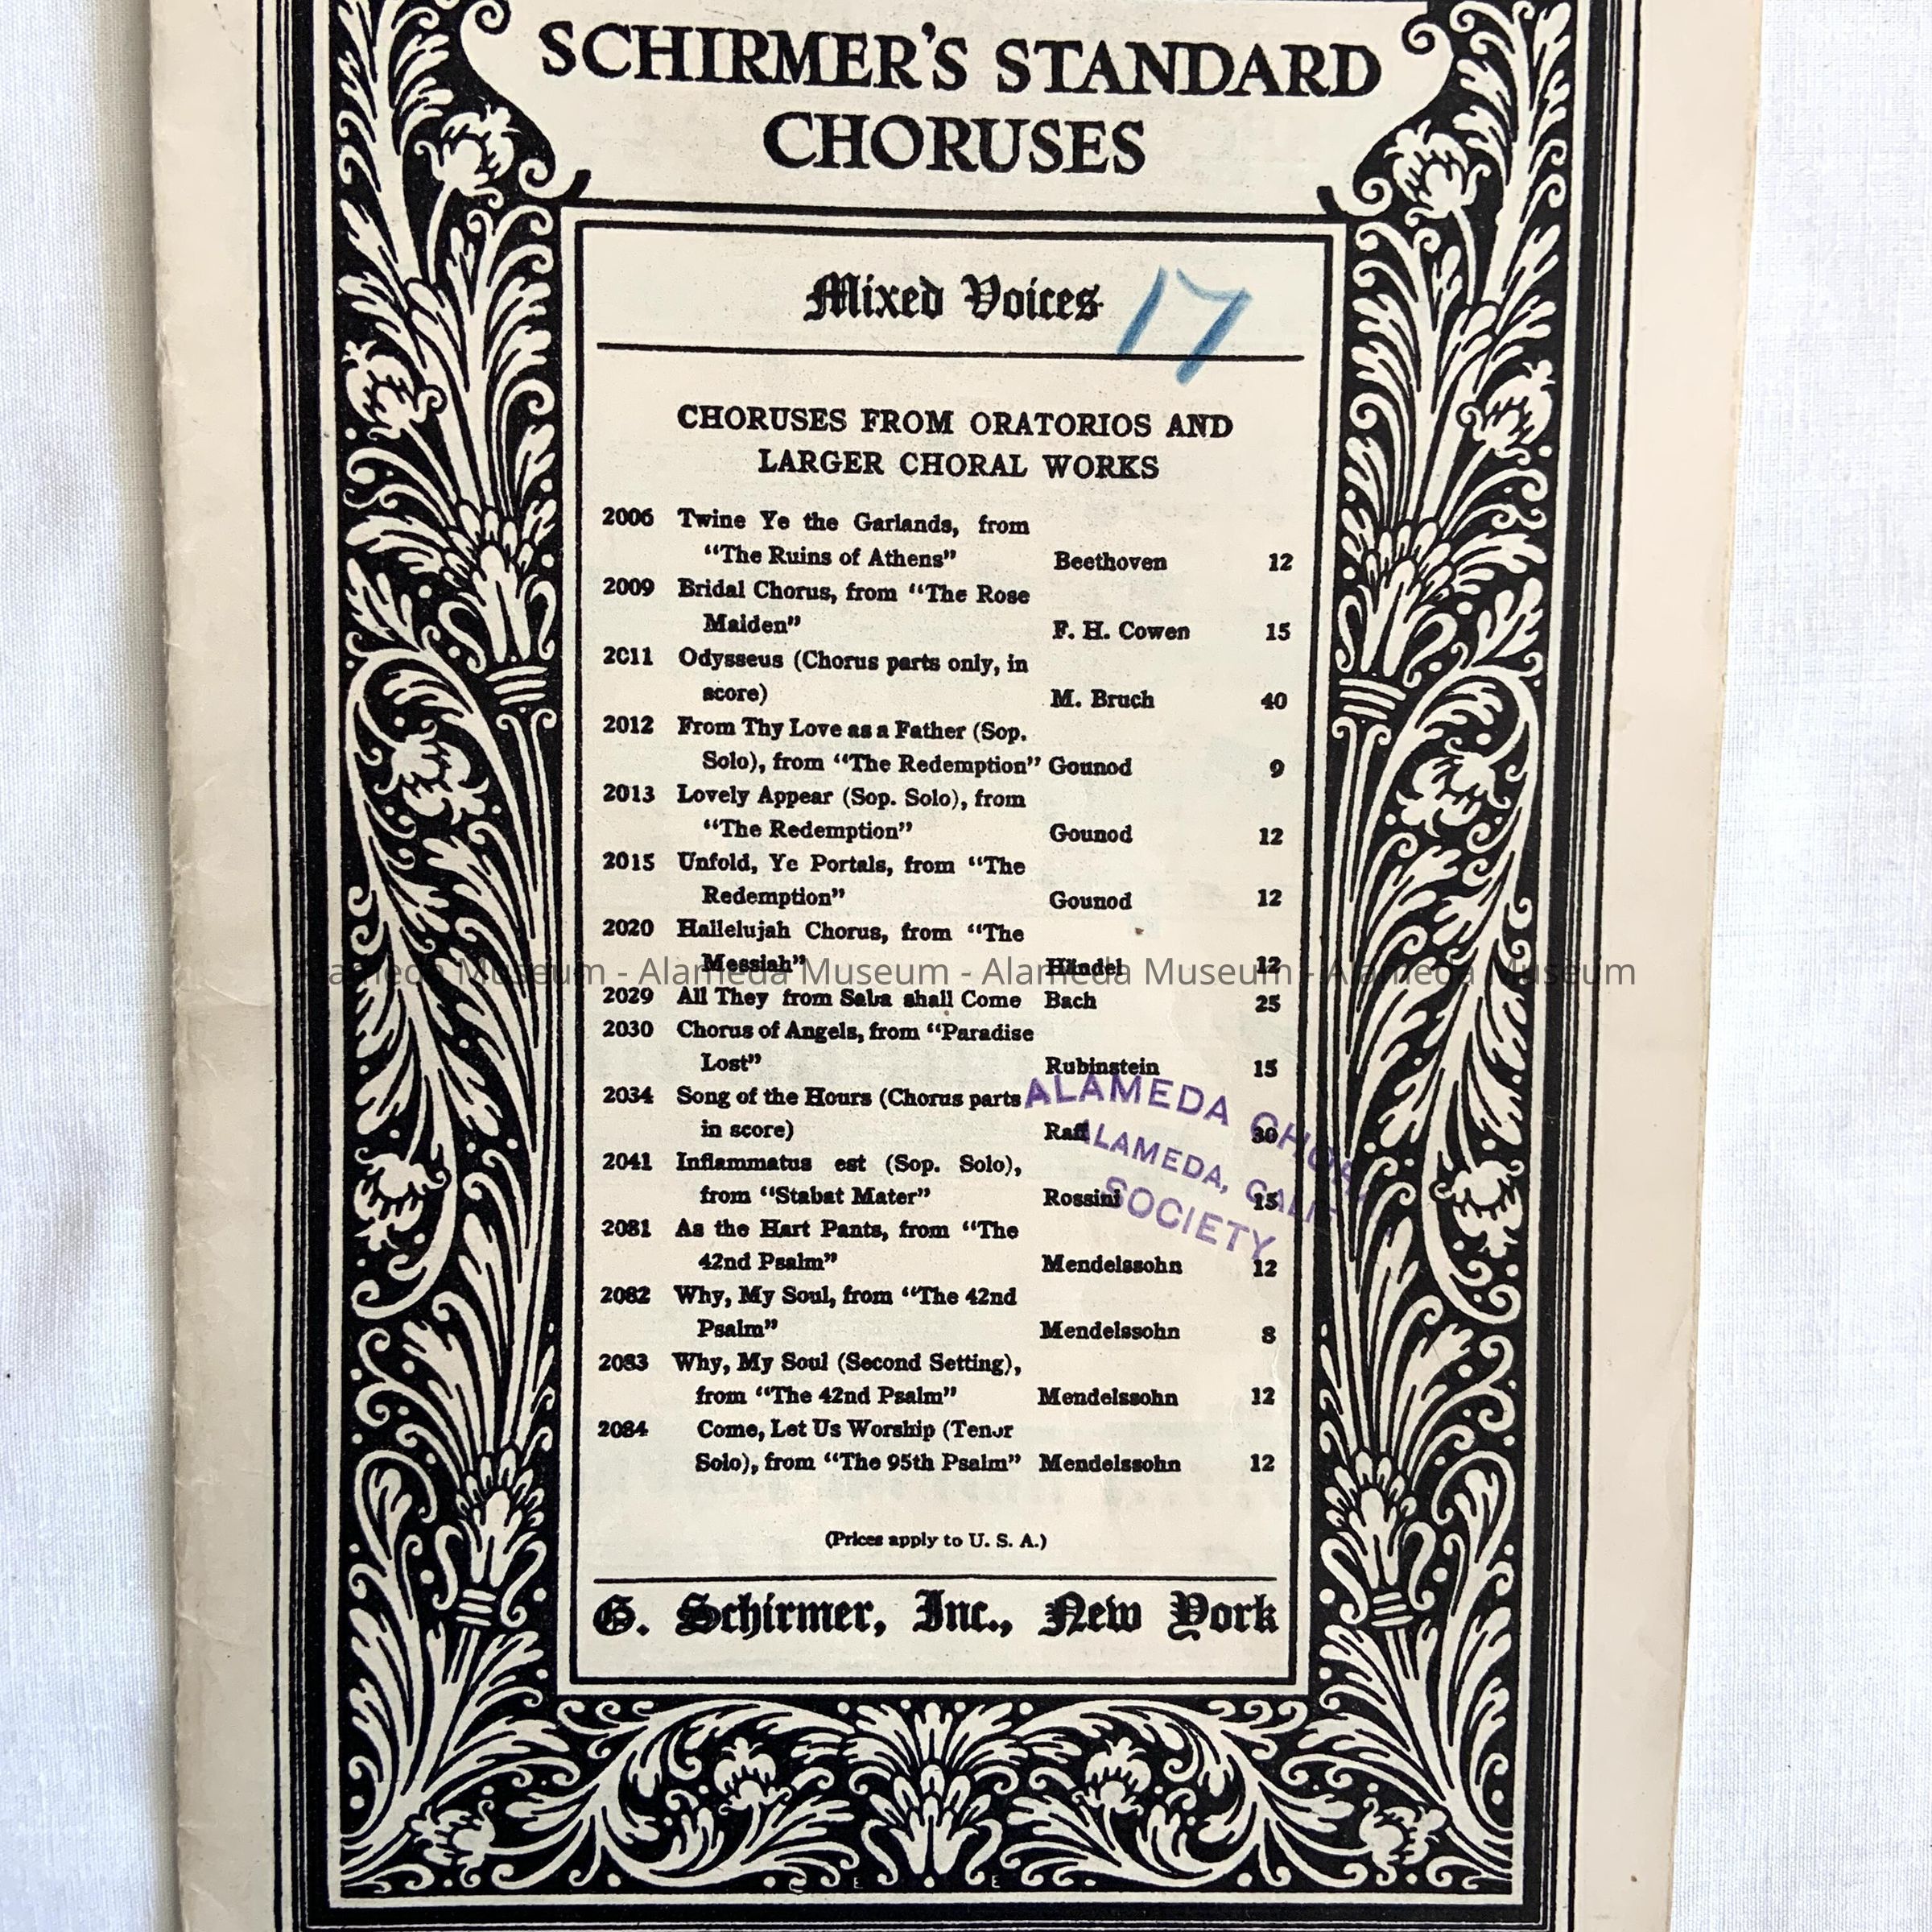 SCHIRMER'S STANDARD
CHORUSES
Mixed Voices 17
CHORUSES FROM ORATORIOS AND
LARGER CHORAL WORKS
2006 Twine Ye the Garlands, from
"The Ruins of Athens" Beethoven 12
2009 Bridal Chorus, from "The Rose
Maiden" F. H. Cowen 15
2011 Odysseus (Chorus parts only, in
score) M. Bruch 40
2012 From Thy Love as a Father (Sop.
Solo), from "The Redemption" Gounod 9
2013 Lovely Appear (Sop. Solo), from
"The Redemption" Gounod 12
2015 Unfold, Ye Portals, from "The
Redemption" Gounod 12
2020 Hallelujah Chorus, from "The
Messiah" Händel 12
Alameda Museum - Alameda Museum - Alameda Museum - Alameda Museum
2029 All They from Saba shall Come Bach 25
2030 Chorus of Angels, from "Paradise
Lost" Rubinstein 15
2034 Song of the Hours (Chorus parts
in score) Raff 30
ALAMEDA CHORAL
ALAMEDA, CALIF.
SOCIETY
2041 Inflammatus est (Sop. Solo),
from "Stabat Mater" Rossini 15
2081 As the Hart Pants, from "The
42nd Psalm" Mendelssohn 12
2082 Why, My Soul, from "The 42nd
Psalm" Mendelssohn 8
2083 Why, My Soul (Second Setting),
from "The 42nd Psalm" Mendelssohn 12
2084 Come, Let Us Worship (Tenor
Solo), from "The 95th Psalm" Mendelssohn 12
(Prices apply to U. S. A.)
G. Schirmer, Inc., New York